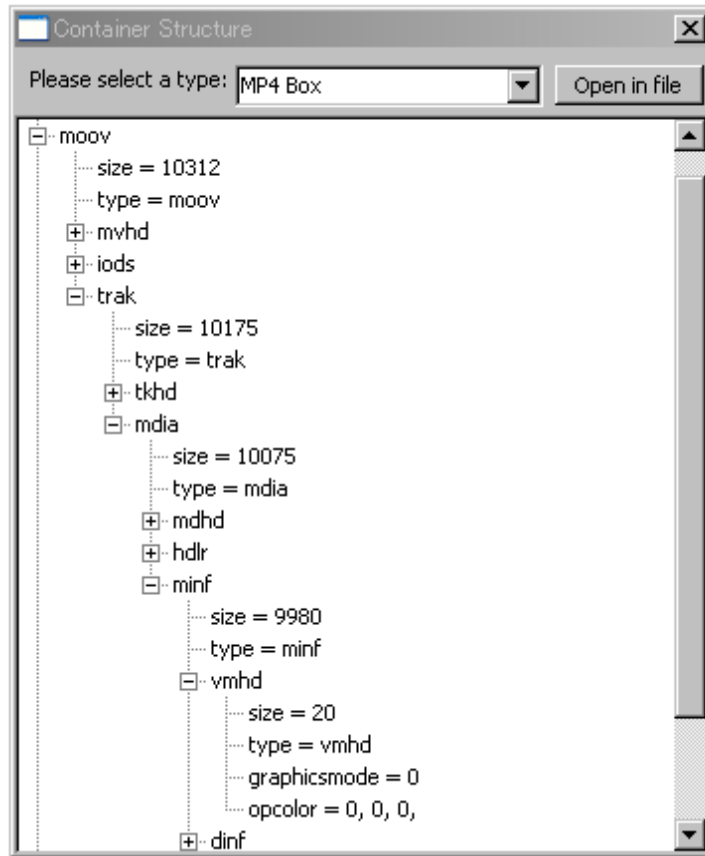 Container Structure
Please select a type: MP4 Box Open in file
moov
size = 10312
type = moov
mvhd
iods
trak
size = 10175
type = trak
tkhd
mdia
size = 10075
type = mdia
mdhd
hdlr
minf
size = 9980
type = minf
vmhd
size = 20
type = vmhd
graphicsmode = 0
opcolor = 0, 0, 0,
dinf